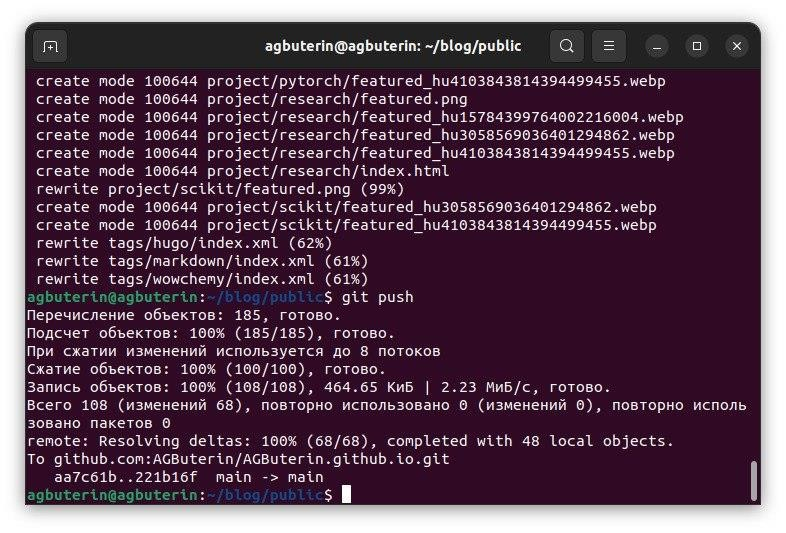 agbuterin@agbuterin: ~/blog/public
create mode 100644 project/pytorch/featured_hu4103843814394499455.webp
create mode 100644 project/research/featured.png
create mode 100644 project/research/featured_hu15784399764002216004.webp
create mode 100644 project/research/featured_hu3058569036401294862.webp
create mode 100644 project/research/featured_hu4103843814394499455.webp
create mode 100644 project/research/index.html
rewrite project/scikit/featured.png (99%)
create mode 100644 project/scikit/featured_hu3058569036401294862.webp
create mode 100644 project/scikit/featured_hu4103843814394499455.webp
rewrite tags/hugo/index.xml (62%)
rewrite tags/markdown/index.xml (61%)
rewrite tags/wowchemy/index.xml (61%)
agbuterin@agbuterin:~/blog/public$ git push
Перечисление объектов: 185, готово.
Подсчет объектов: 100% (185/185), готово.
При сжатии изменений используется до 8 потоков
Сжатие объектов: 100% (100/100), готово.
Запись объектов: 100% (108/108), 464.65 КиБ | 2.23 МиБ/с, готово.
Всего 108 (изменений 68), повторно использовано 0 (изменений 0), повторно исполь
зовано пакетов 0
remote: Resolving deltas: 100% (68/68), completed with 48 local objects.
To github.com:AGButerin/AGButerin.github.io.git
aa7c61b..221b16f  main -> main
agbuterin@agbuterin:~/blog/public$